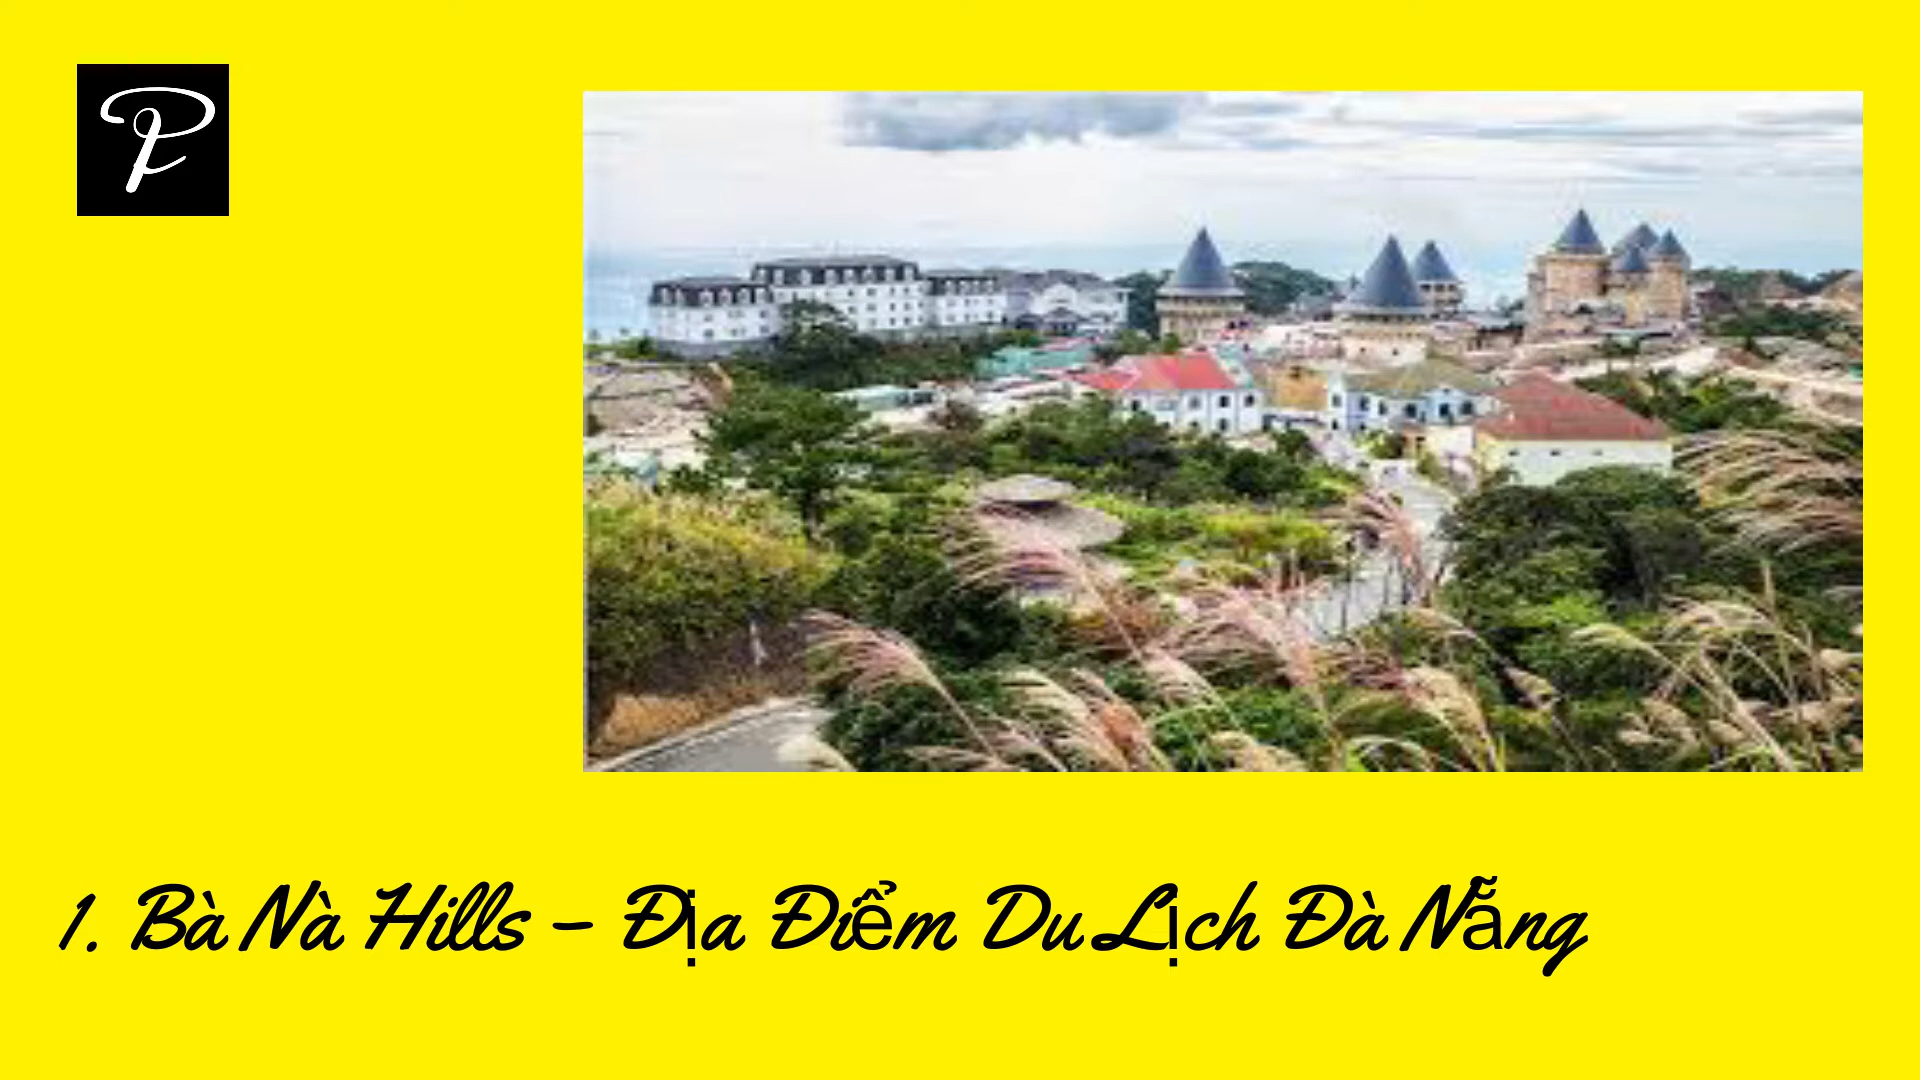 P
1. Bà Nà Hills – Địa Điểm Du Lịch Đà Nẵng